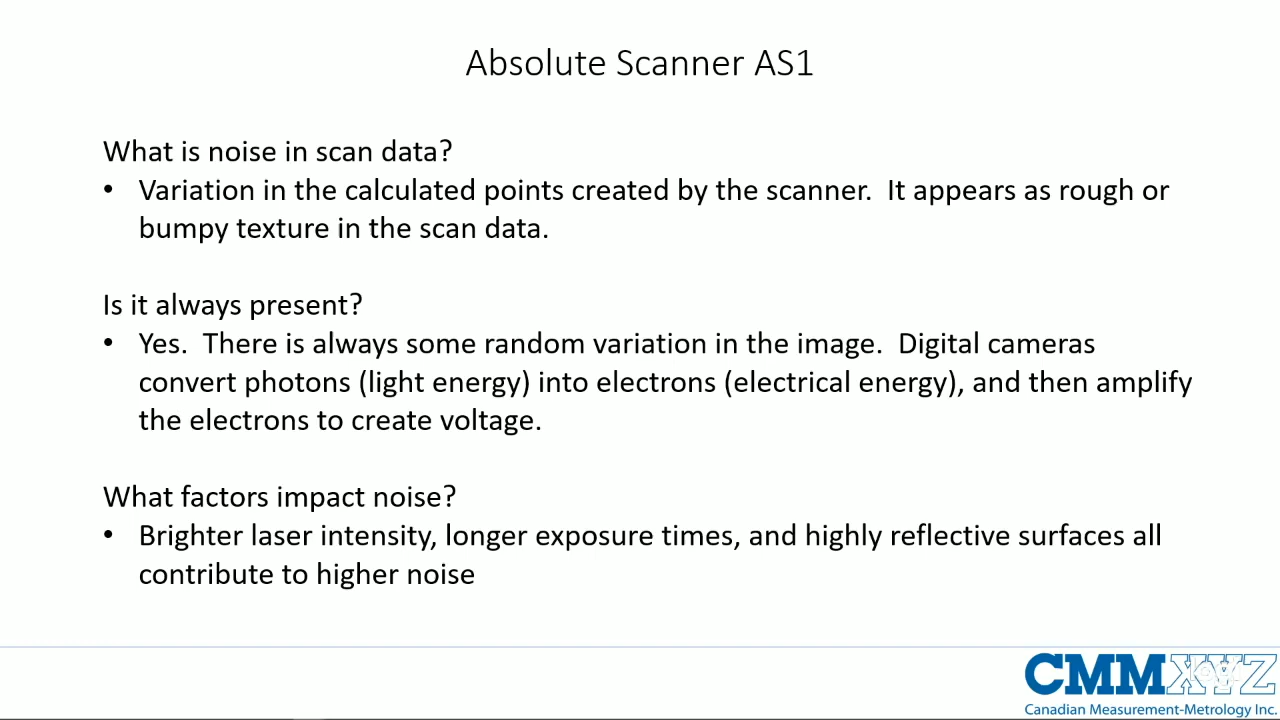 Absolute Scanner AS1
What is noise in scan data?
• Variation in the calculated points created by the scanner.  It appears as rough or
bumpy texture in the scan data.
Is it always present?
• Yes.  There is always some random variation in the image.  Digital cameras
convert photons (light energy) into electrons (electrical energy), and then amplify
the electrons to create voltage.
What factors impact noise?
• Brighter laser intensity, longer exposure times, and highly reflective surfaces all
contribute to higher noise
CMMXYZ
Canadian Measurement-Metrology Inc.